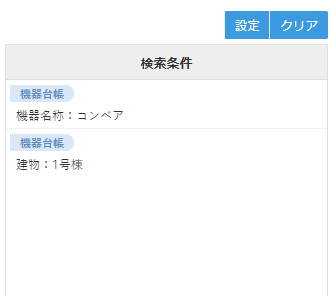 設定 クリア
検索条件
機器台帳
機器名称：コンベア
機器台帳
建物：1号棟